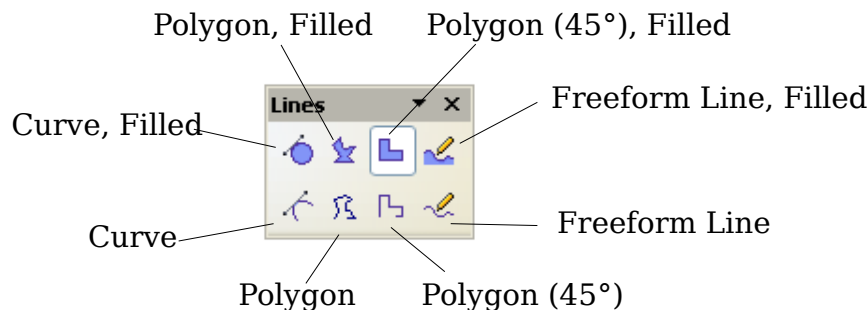 Polygon, Filled
Polygon (45°), Filled
Lines
Freeform Line, Filled
Curve, Filled
Curve
Freeform Line
Polygon
Polygon (45°)